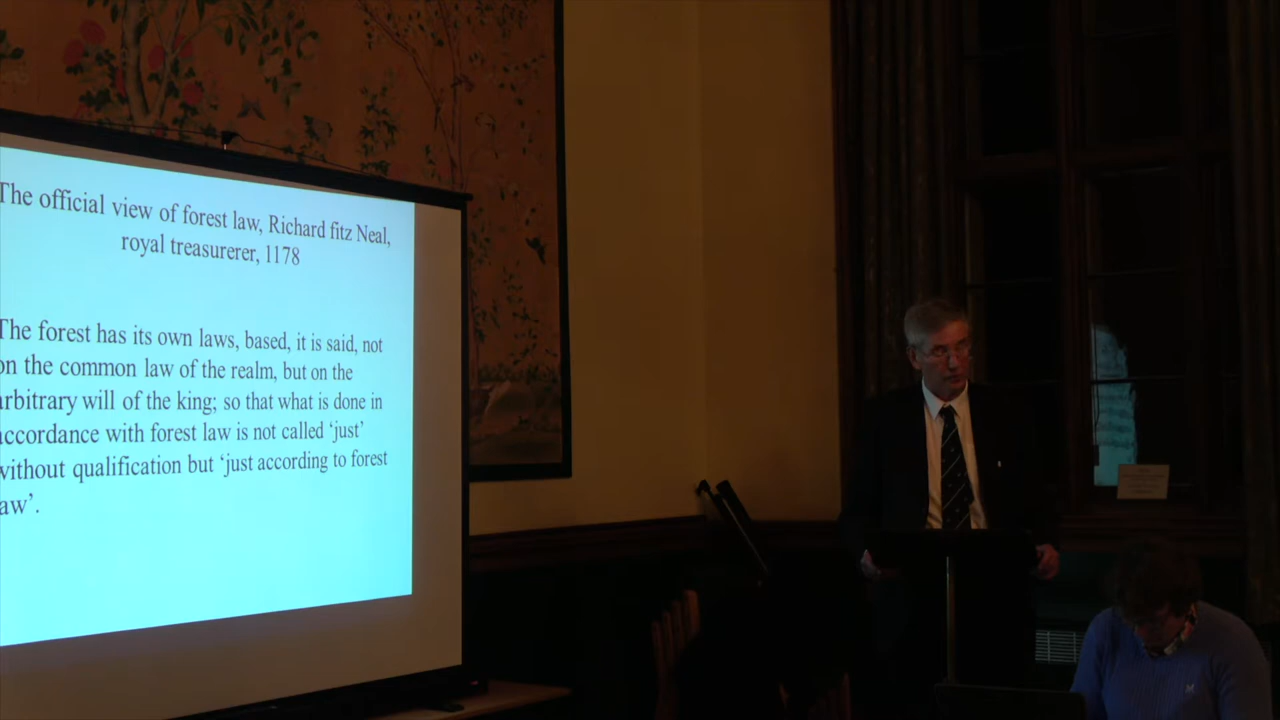 The official view of forest law, Richard fitz Neal,
royal treasurerer, 1178
The forest has its own laws, based, it is said, not
on the common law of the realm, but on the
arbitrary will of the king; so that what is done in
accordance with forest law is not called ‘just’
without qualification but ‘just according to forest
law’.